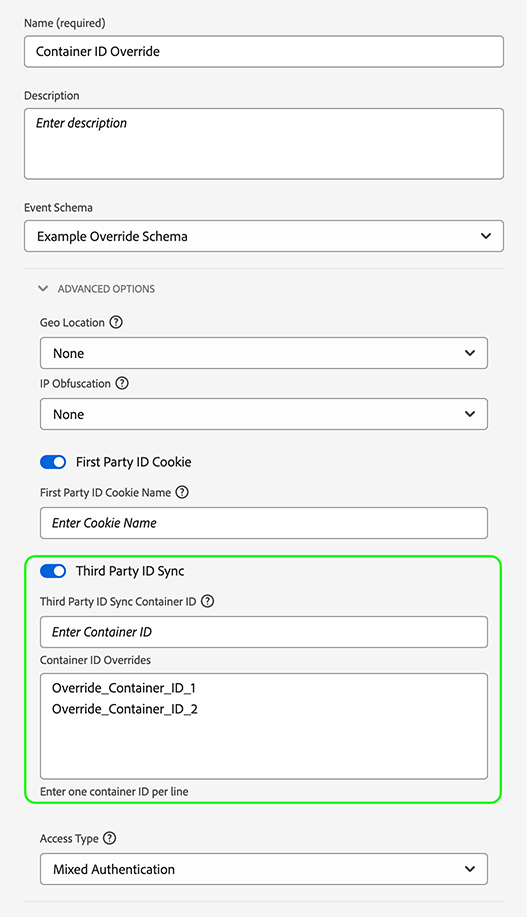 Name (required)
Container ID Override
Description
Enter description
Event Schema
Example Override Schema
ADVANCED OPTIONS
Geo Location ?
None
IP Obfuscation ?
None
First Party ID Cookie
First Party ID Cookie Name ?
Enter Cookie Name
Third Party ID Sync
Third Party ID Sync Container ID ?
Enter Container ID
Container ID Overrides
Override_Container_ID_1
Override_Container_ID_2
Enter one container ID per line
Access Type ?
Mixed Authentication